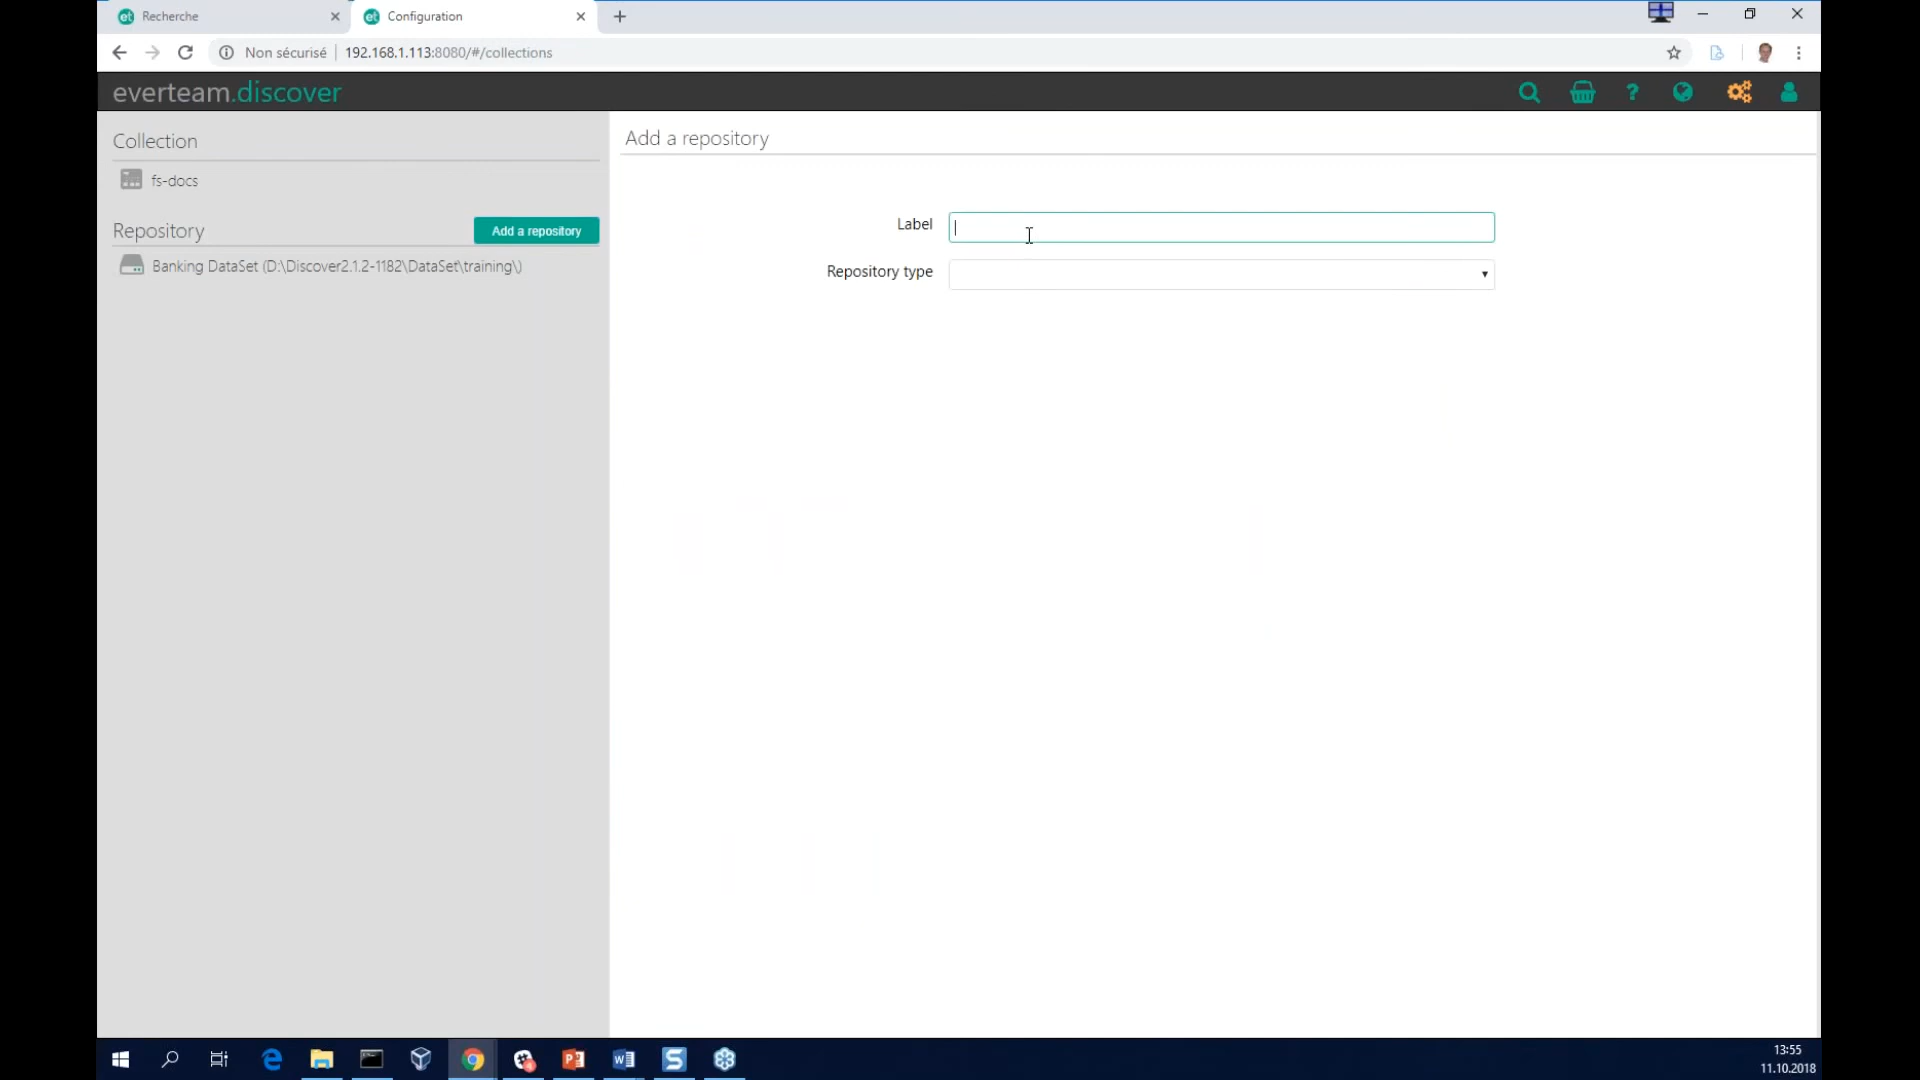 Recherche
Configuration
Non sécurisé
192.168.1.113:8080/#/collections
everteam.discover
?
Collection
fs-docs
Repository
Add a repository
Banking DataSet (D:\Discover2.1.2-1182\DataSet\training\)
Add a repository
Label
Repository type
13:55
11.10.2018